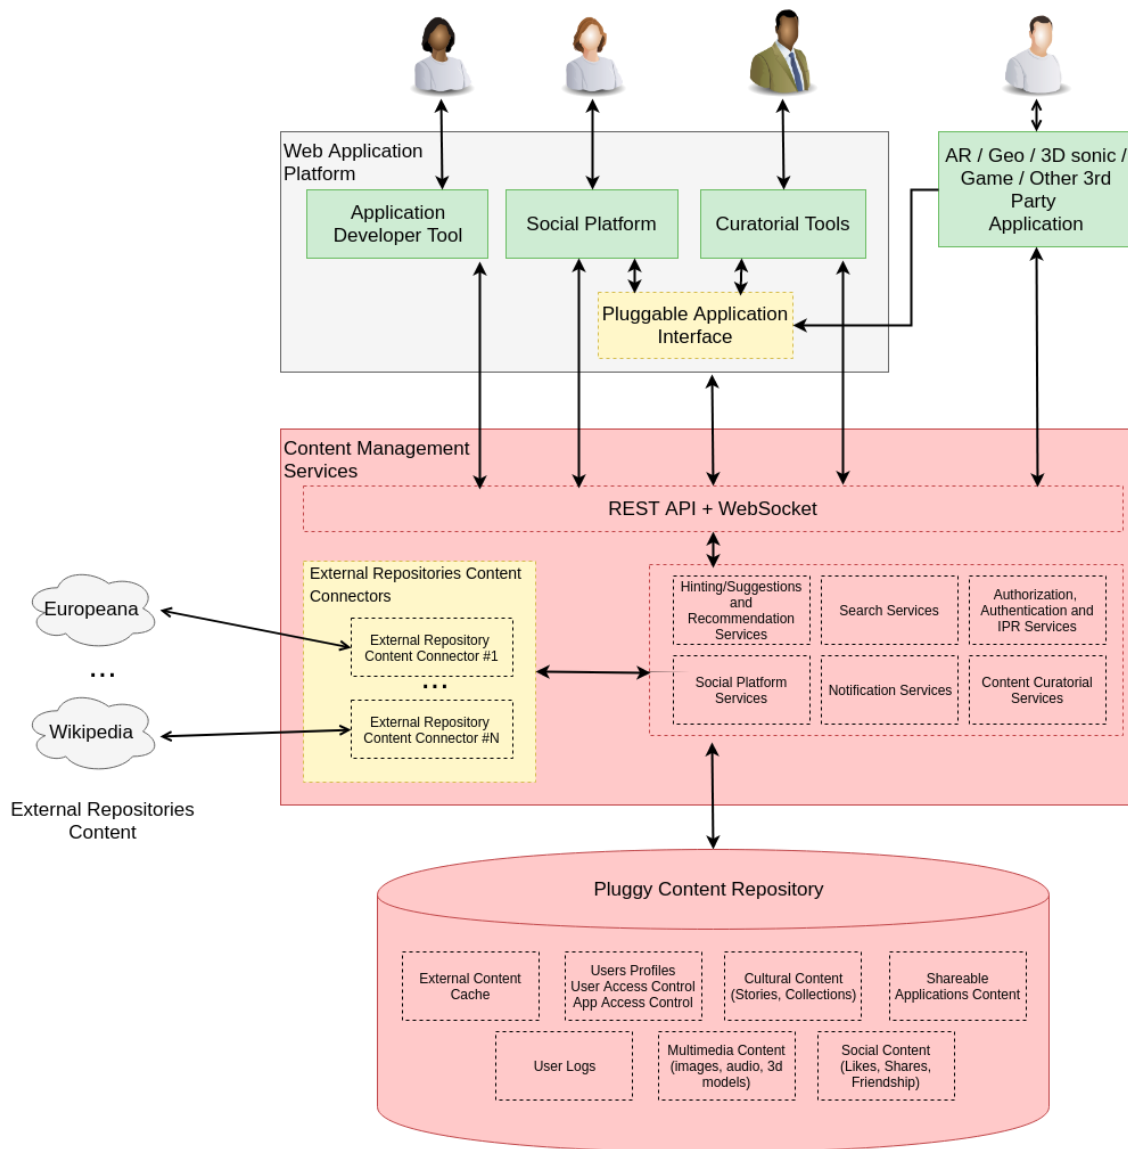 Web Application
Platform
AR / Geo / 3D sonic /
Game / Other 3rd
Party
Application
Application
Developer Tool
Social Platform
Curatorial Tools
Pluggable Application
Interface
Content Management
Services
REST API + WebSocket
External Repositories Content
Connectors
External Repository
Content Connector #1
...
External Repository
Content Connector #N
Hinting/Suggestions
and
Recommendation
Services
Search Services
Authorization,
Authentication and
IPR Services
Social Platform
Services
Notification Services
Content Curatorial
Services
Europeana
...
Wikipedia
External Repositories
Content
Pluggy Content Repository
External Content
Cache
Users Profiles
User Access Control
App Access Control
Cultural Content
(Stories, Collections)
Shareable
Applications Content
User Logs
Multimedia Content
(images, audio, 3d
models)
Social Content
(Likes, Shares,
Friendship)